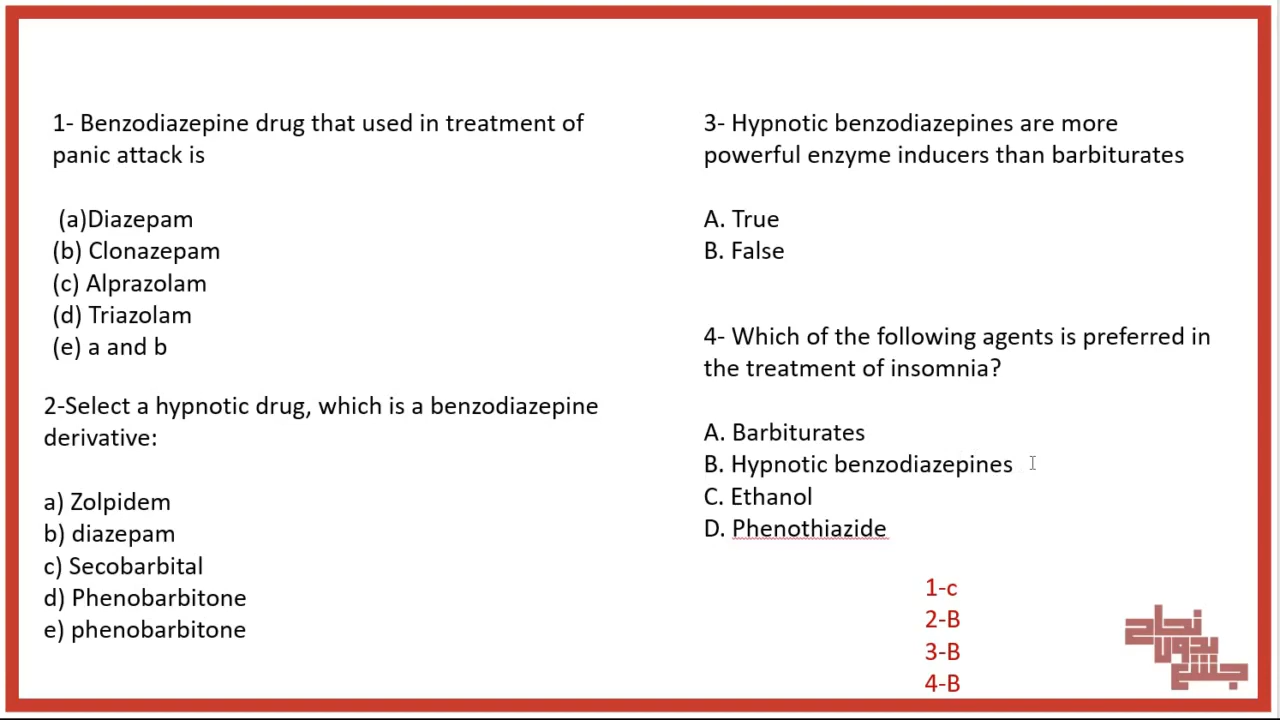 1- Benzodiazepine drug that used in treatment of
panic attack is
(a)Diazepam
(b) Clonazepam
(c) Alprazolam
(d) Triazolam
(e) a and b
2-Select a hypnotic drug, which is a benzodiazepine
derivative:
a) Zolpidem
b) diazepam
c) Secobarbital
d) Phenobarbitone
e) phenobarbitone
3- Hypnotic benzodiazepines are more
powerful enzyme inducers than barbiturates
A. True
B. False
4- Which of the following agents is preferred in
the treatment of insomnia?
A. Barbiturates
B. Hypnotic benzodiazepines
C. Ethanol
D. Phenothiazide
1-c
2-B
3-B
4-B
نجاح
بدون
جشع